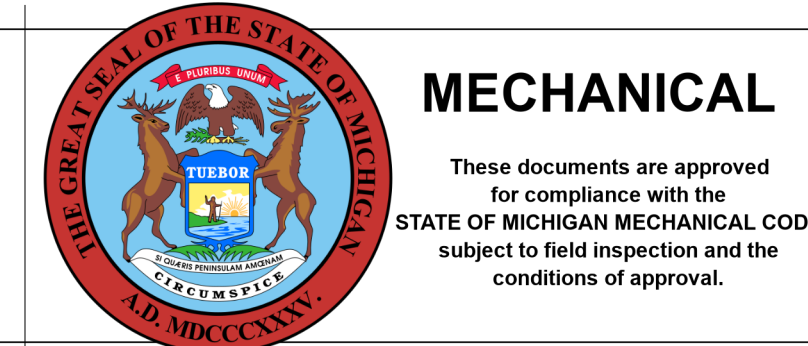 THE GREAT SEAL OF THE STATE OF MICHIGAN
E PLURIBUS UNUM
TUEBOR
SI QUÆRIS PENINSULAM AMŒNAM
CIRCUMSPICE
A.D. MDCCCXXXV.
MECHANICAL
These documents are approved
for compliance with the
STATE OF MICHIGAN MECHANICAL COD
subject to field inspection and the
conditions of approval.